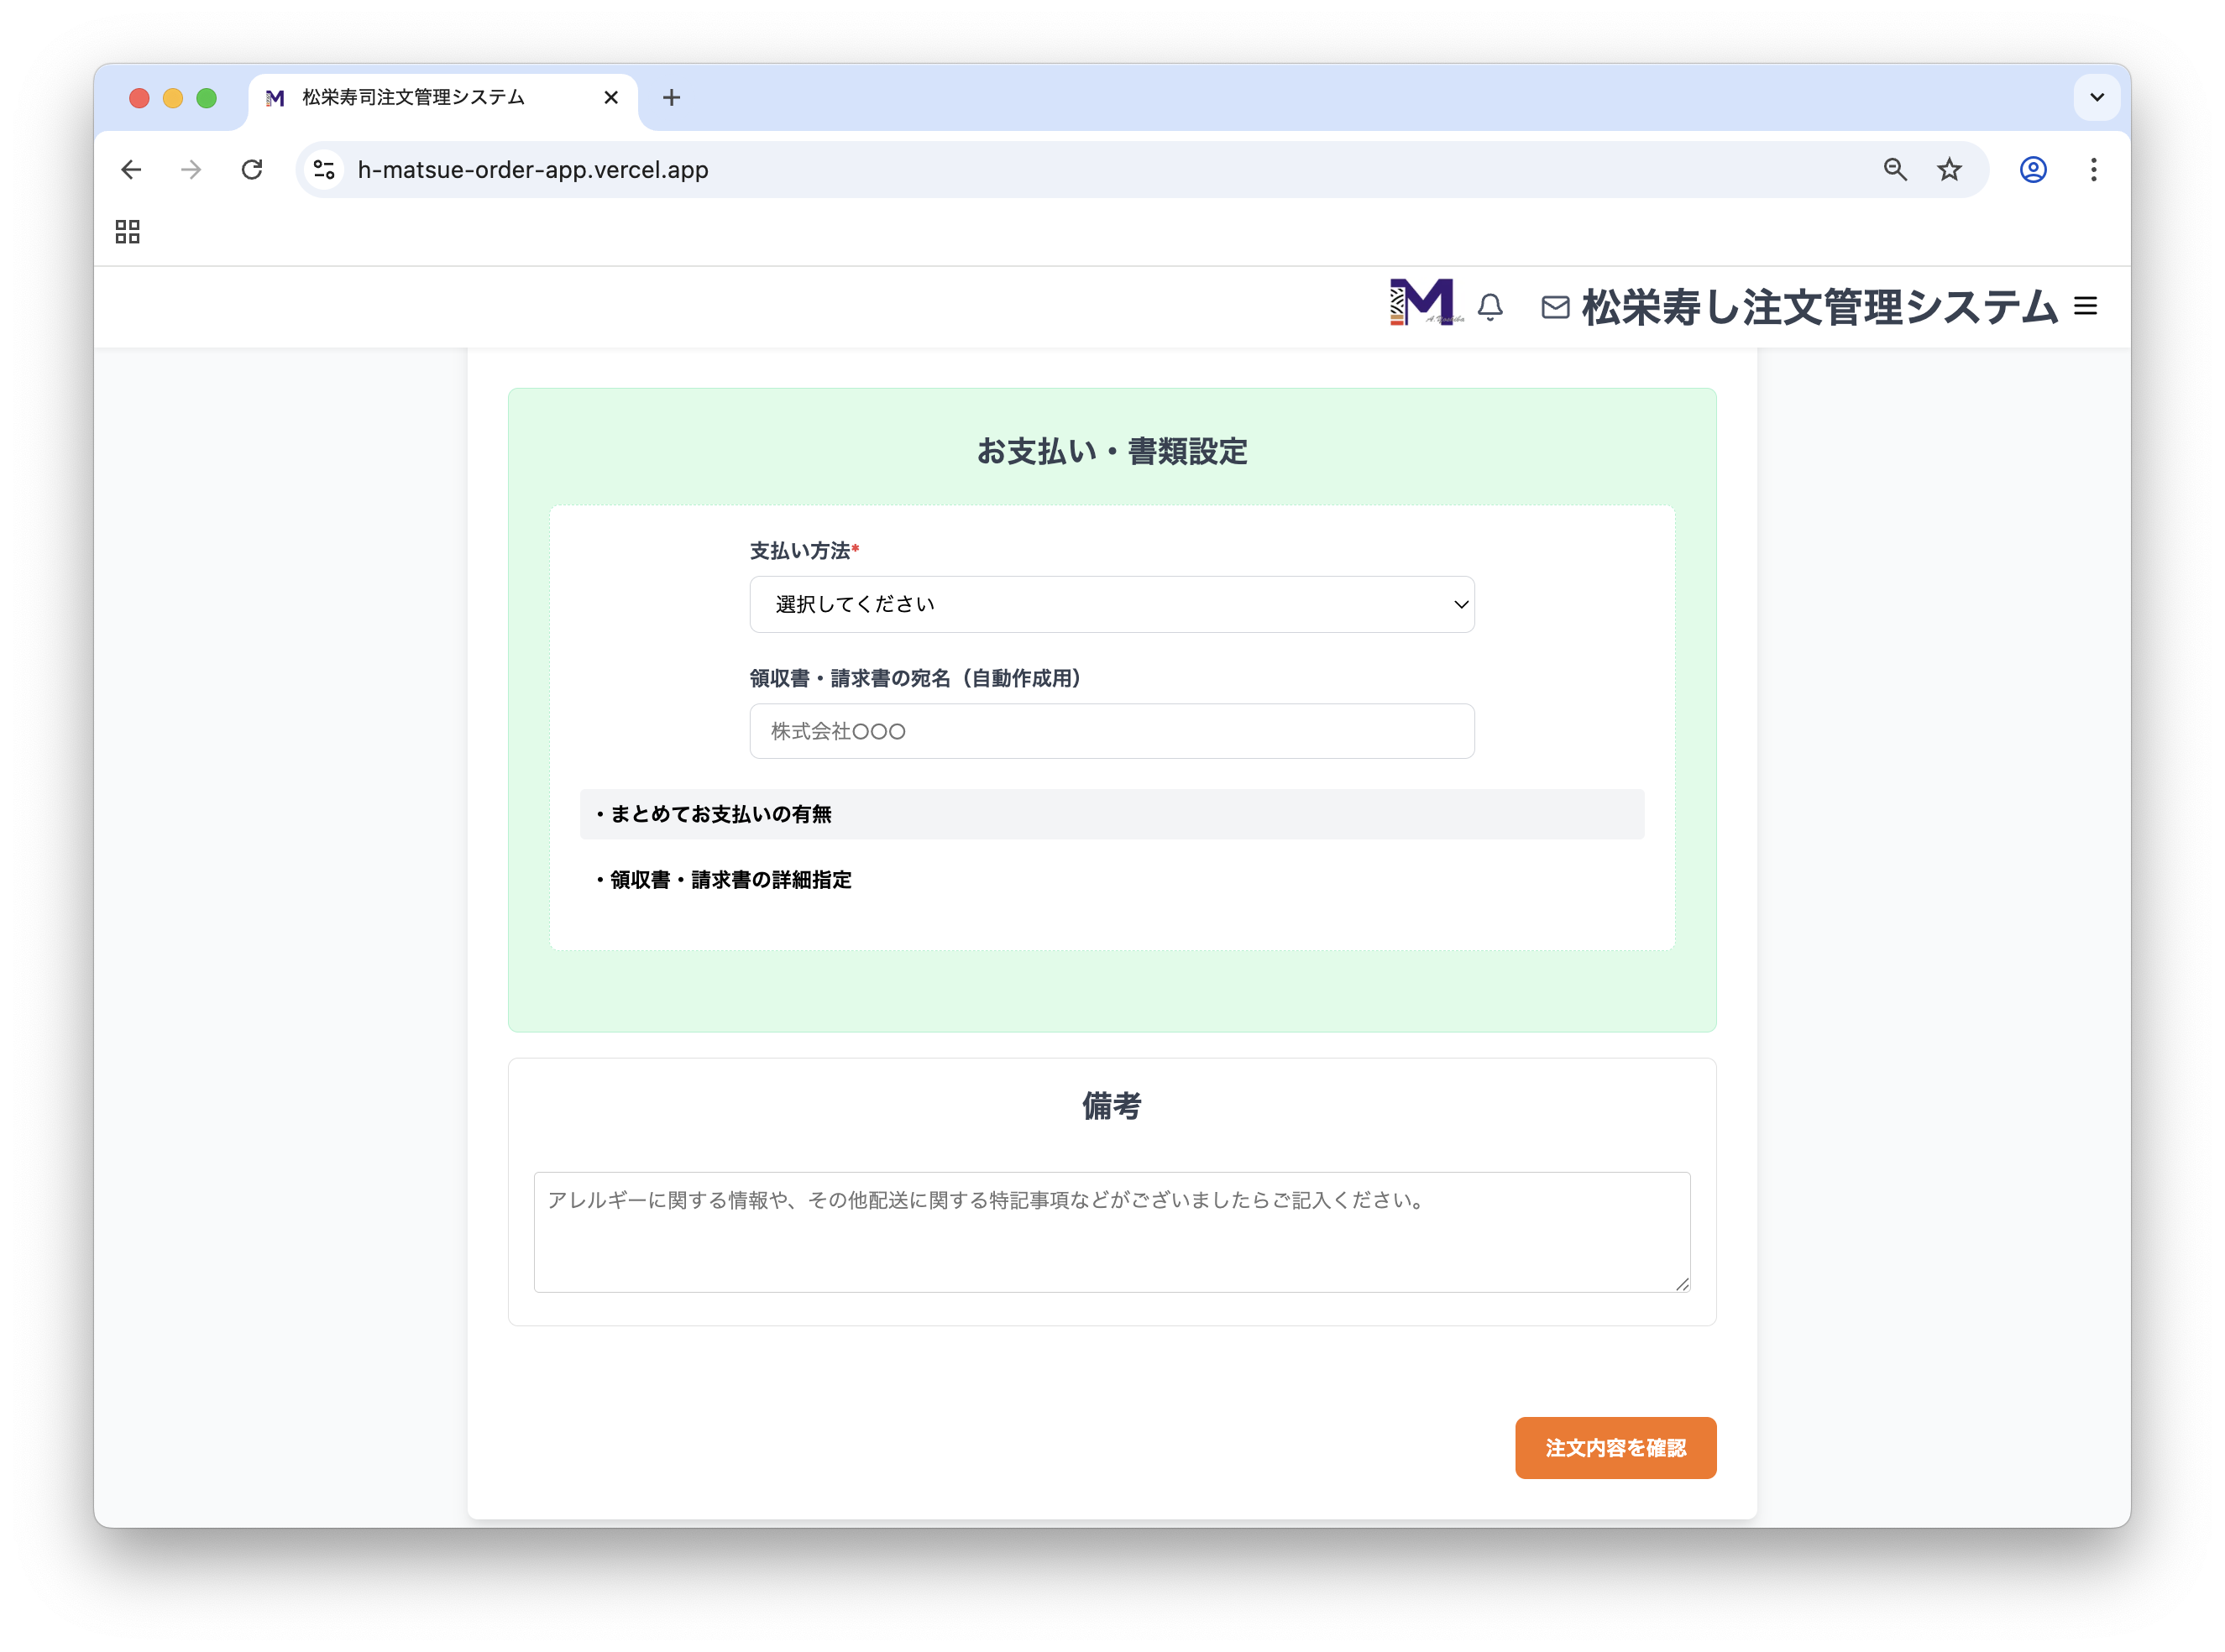 松栄寿司注文管理システム
h-matsue-order-app.vercel.app
松栄寿し注文管理システム
お支払い・書類設定
支払い方法*
選択してください
領収書・請求書の宛名（自動作成用）
株式会社〇〇〇
・まとめてお支払いの有無
・領収書・請求書の詳細指定
備考
アレルギーに関する情報や、その他配送に関する特記事項などがございましたらご記入ください。
注文内容を確認